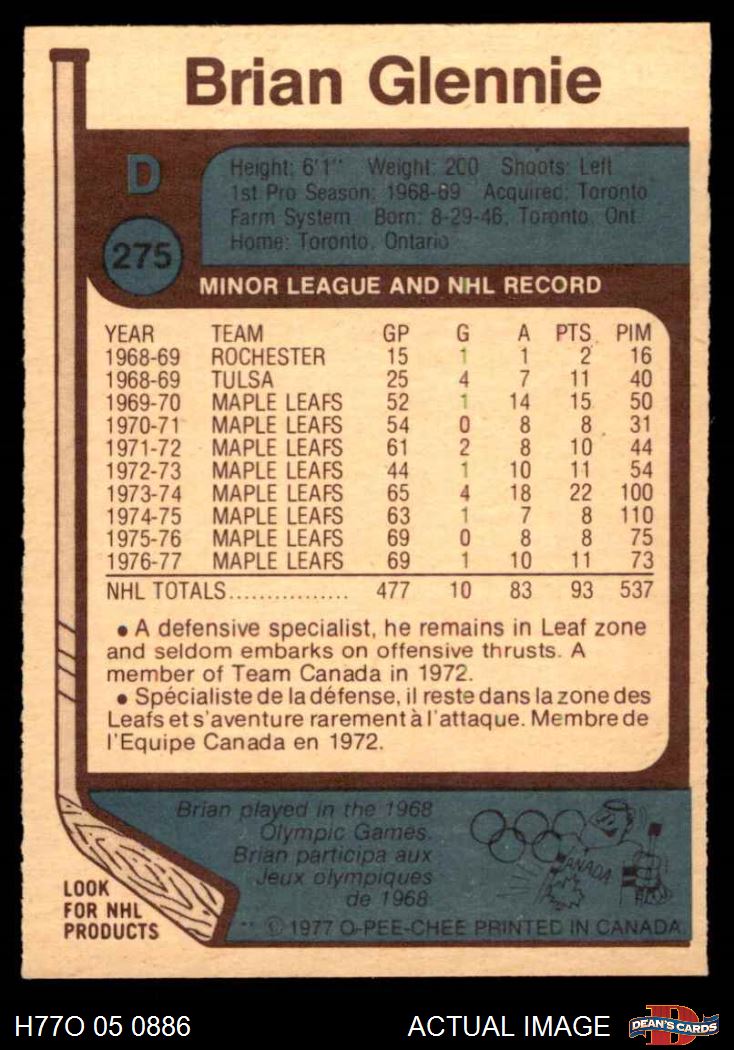 Brian Glennie
D
Height: 6'1" Weight: 200 Shoots: Left
1st Pro Season: 1968-69 Acquired: Toronto
Farm System Born: 8-29-46, Toronto, Ont.
Home: Toronto, Ontario
275
MINOR LEAGUE AND NHL RECORD
YEAR TEAM GP G A PTS. PIM
1968-69 ROCHESTER 15 1 1 2 16
1968-69 TULSA 25 4 7 11 40
1969-70 MAPLE LEAFS 52 1 14 15 50
1970-71 MAPLE LEAFS 54 0 8 8 31
1971-72 MAPLE LEAFS 61 2 8 10 44
1972-73 MAPLE LEAFS 44 1 10 11 54
1973-74 MAPLE LEAFS 65 4 18 22 100
1974-75 MAPLE LEAFS 63 1 7 8 110
1975-76 MAPLE LEAFS 69 0 8 8 75
1976-77 MAPLE LEAFS 69 1 10 11 73
NHL TOTALS................ 477 10 83 93 537
• A defensive specialist, he remains in Leaf zone
and seldom embarks on offensive thrusts. A
member of Team Canada in 1972.
• Spécialiste de la défense, il reste dans la zone des
Leafs et s'aventure rarement à l'attaque. Membre de
l'Equipe Canada en 1972.
Brian played in the 1968
Olympic Games.
Brian participa aux
Jeux olympiques
de 1968.
CANADA
LOOK
FOR NHL
PRODUCTS
** © 1977 O-PEE-CHEE PRINTED IN CANADA.
H77O 05 0886
ACTUAL IMAGE
D
DEAN'S CARDS